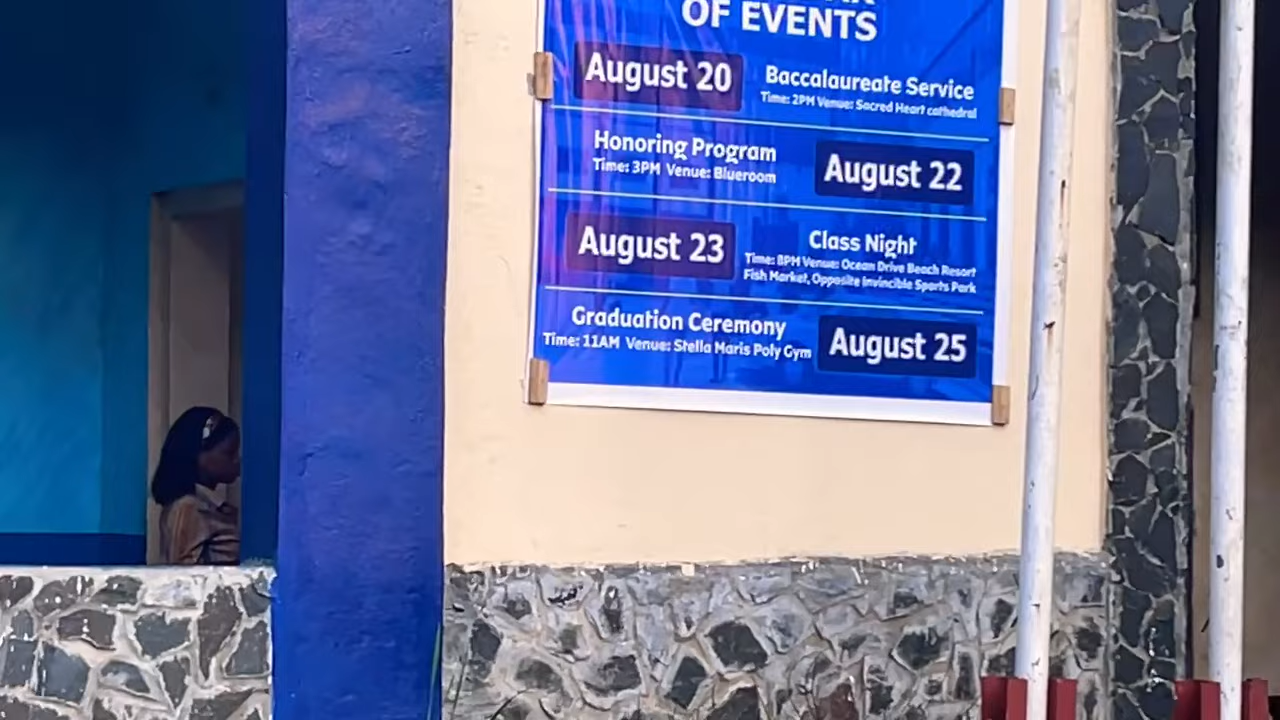 OF EVENTS
August 20
Baccalaureate Service
Time: 2PM Venue: Sacred Heart cathedral
Honoring Program
Time: 3PM Venue: Blueroom
August 22
August 23
Class Night
Time: 8PM Venue: Ocean Drive Beach Resort
Fish Market, Opposite Invincible Sports Park
Graduation Ceremony
Time: 11AM Venue: Stella Maris Poly Gym
August 25